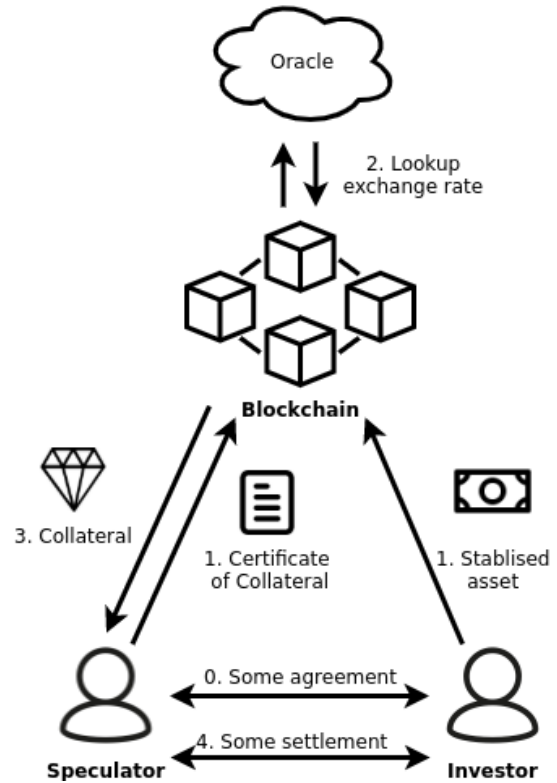 Oracle
2. Lookup
exchange rate
Blockchain
3. Collateral
1. Certificate
of Collateral
1. Stablised
asset
0. Some agreement
4. Some settlement
Speculator
Investor